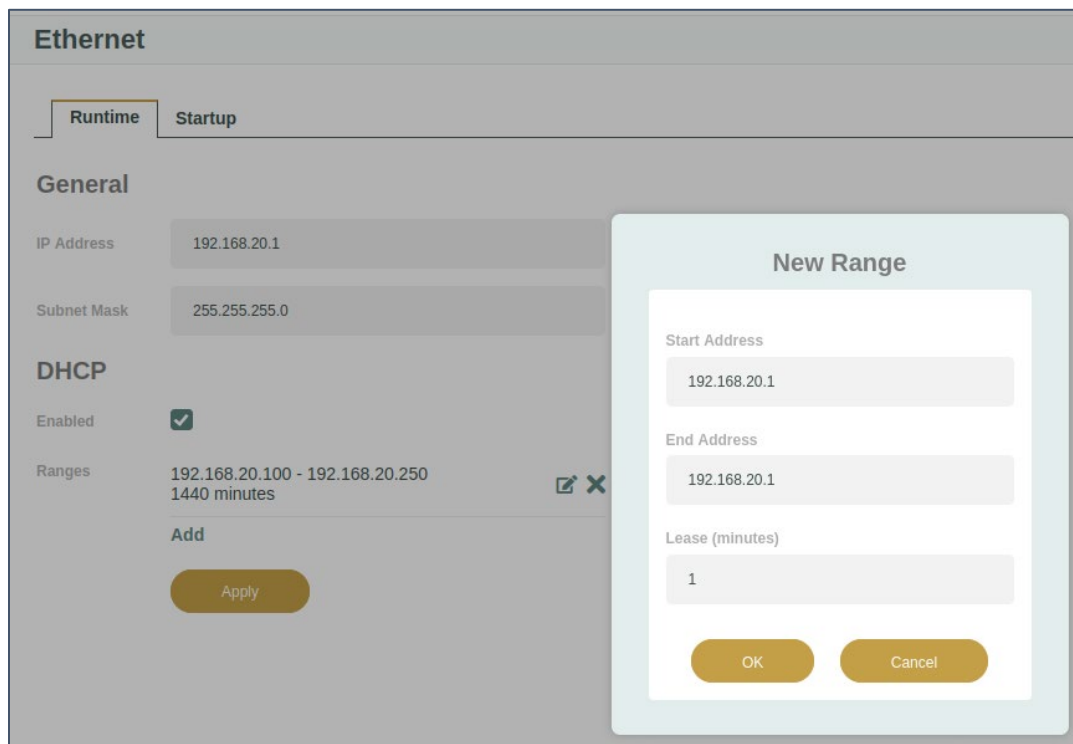 Ethernet
Runtime
Startup
General
IP Address
192.168.20.1
Subnet Mask
255.255.255.0
DHCP
Enabled
Ranges
192.168.20.100 - 192.168.20.250
1440 minutes
Add
Apply
New Range
Start Address
192.168.20.1
End Address
192.168.20.1
Lease (minutes)
1
OK
Cancel